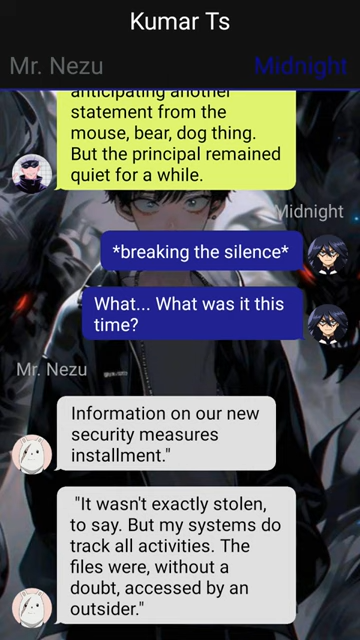 Kumar Ts
Mr. Nezu
Midnight
anticipating another
statement from the
mouse, bear, dog thing.
But the principal remained
quiet for a while.
Midnight
*breaking the silence*
What... What was it this
time?
Mr. Nezu
Information on our new
security measures
installment."
"It wasn't exactly stolen,
to say. But my systems do
track all activities. The
files were, without a
doubt, accessed by an
outsider."